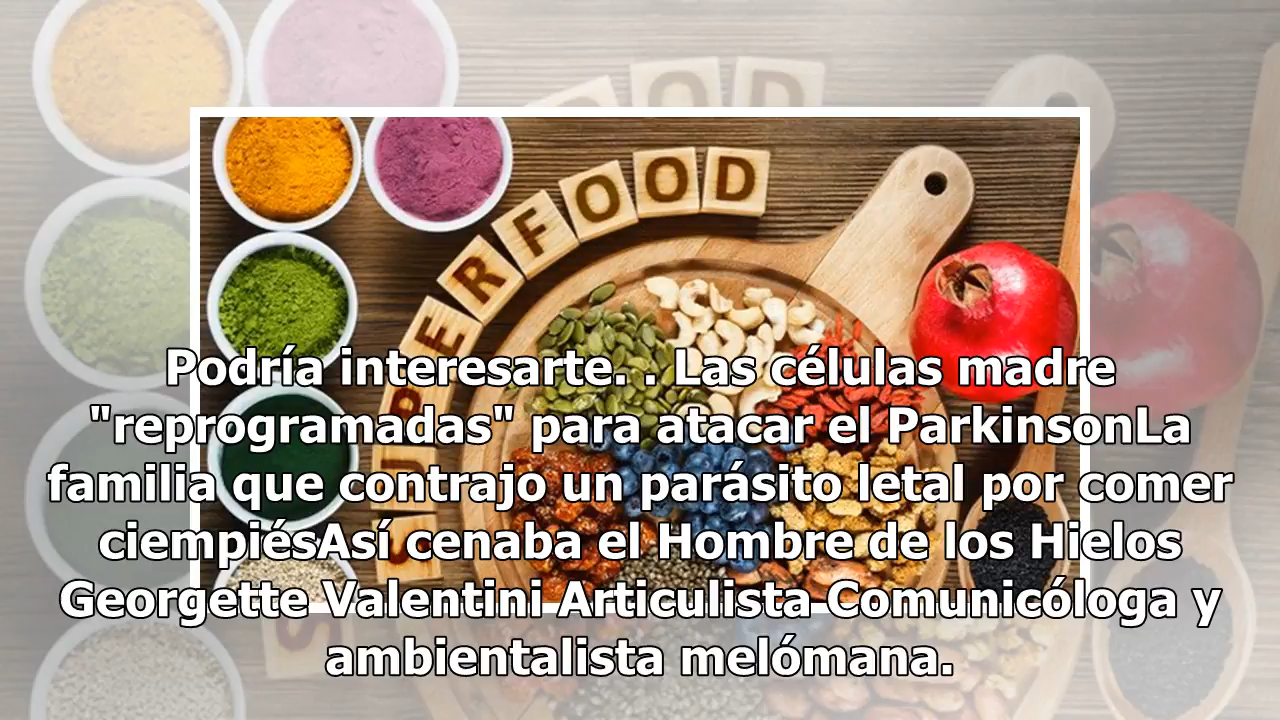 SUPERFOOD
Podría interesarte. . Las células madre
"reprogramadas" para atacar el ParkinsonLa
familia que contrajo un parásito letal por comer
ciempiésAsí cenaba el Hombre de los Hielos
Georgette Valentini Articulista Comunicóloga y
ambientalista melómana.